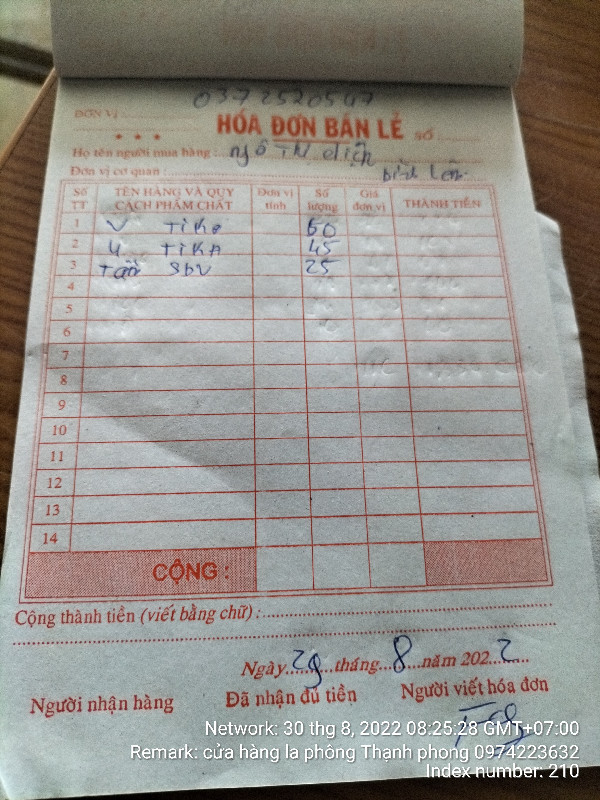 0372520547
ĐƠN VỊ :
HÓA ĐƠN BÁN LẺ SỐ
Họ tên người mua hàng : ngô Thị dịch
Đơn vị cơ quan :
Số TT TÊN HÀNG VÀ QUY CÁCH PHẨM CHẤT Đơn vị tính Số lượng Giá đơn vị THÀNH TIỀN
1 V Tiko 50
2 4 TIKA 45
3 Tấn 25
4
5
6
7
8
9
10
11
12
13
14
CỘNG :
Cộng thành tiền (viết bằng chữ) :
Ngày 29 tháng 8 năm 2022
Người nhận hàng Đã nhận đủ tiền Người viết hóa đơn
Network: 30 thg 8, 2022 08:25:28 GMT+07:00
Remark: cửa hàng la phông Thạnh phong 0974223632
Index number: 210